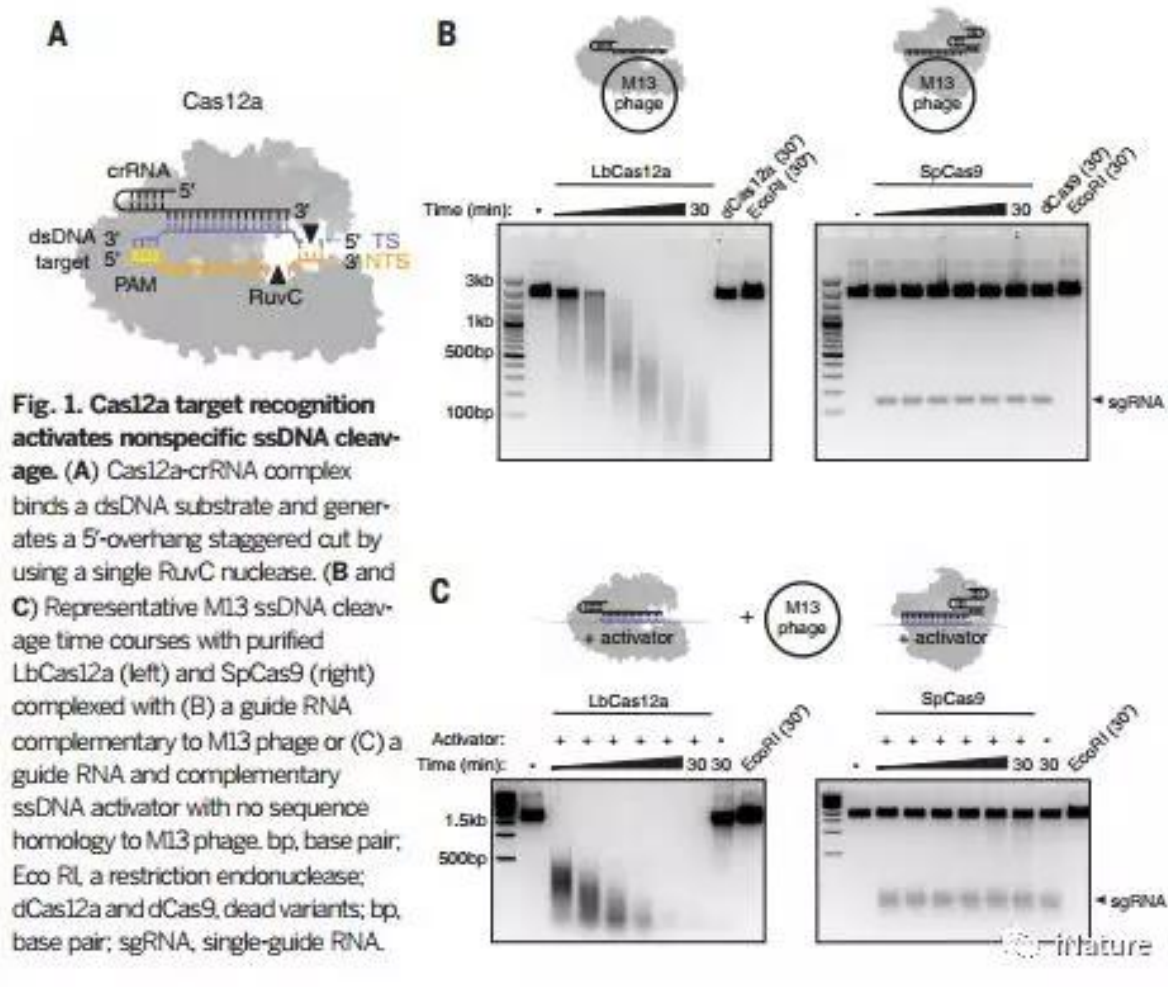 A
Cas12a
crRNA
5'
3'
dsDNA 3' 5' TS
target 5' 3' NTS
PAM
RuvC
Fig. 1. Cas12a target recognition
activates nonspecific ssDNA cleav-
age. (A) Cas12a-crRNA complex
binds a dsDNA substrate and gener-
ates a 5'-overhang staggered cut by
using a single RuvC nuclease. (B and
C) Representative M13 ssDNA cleav-
age time courses with purified
LbCas12a (left) and SpCas9 (right)
complexed with (B) a guide RNA
complementary to M13 phage or (C) a
guide RNA and complementary
ssDNA activator with no sequence
homology to M13 phage. bp, base pair;
Eco RI, a restriction endonuclease;
dCas12a and dCas9, dead variants; bp,
base pair; sgRNA, single-guide RNA.
B
M13
phage
M13
phage
LbCas12a
dCas12a (30')
EcoRI (30')
SpCas9
dCas9 (30')
EcoRI (30')
Time (min): - 30
- 30
3kb
1kb
500bp
100bp
sgRNA
C
+ activator
+
M13
phage
+ activator
LbCas12a
EcoRI (30')
SpCas9
EcoRI (30')
Activator: + + + + + + -
+ + + + + + -
Time (min): - 30 30
- 30 30
1.5kb
500bp
sgRNA
iNature